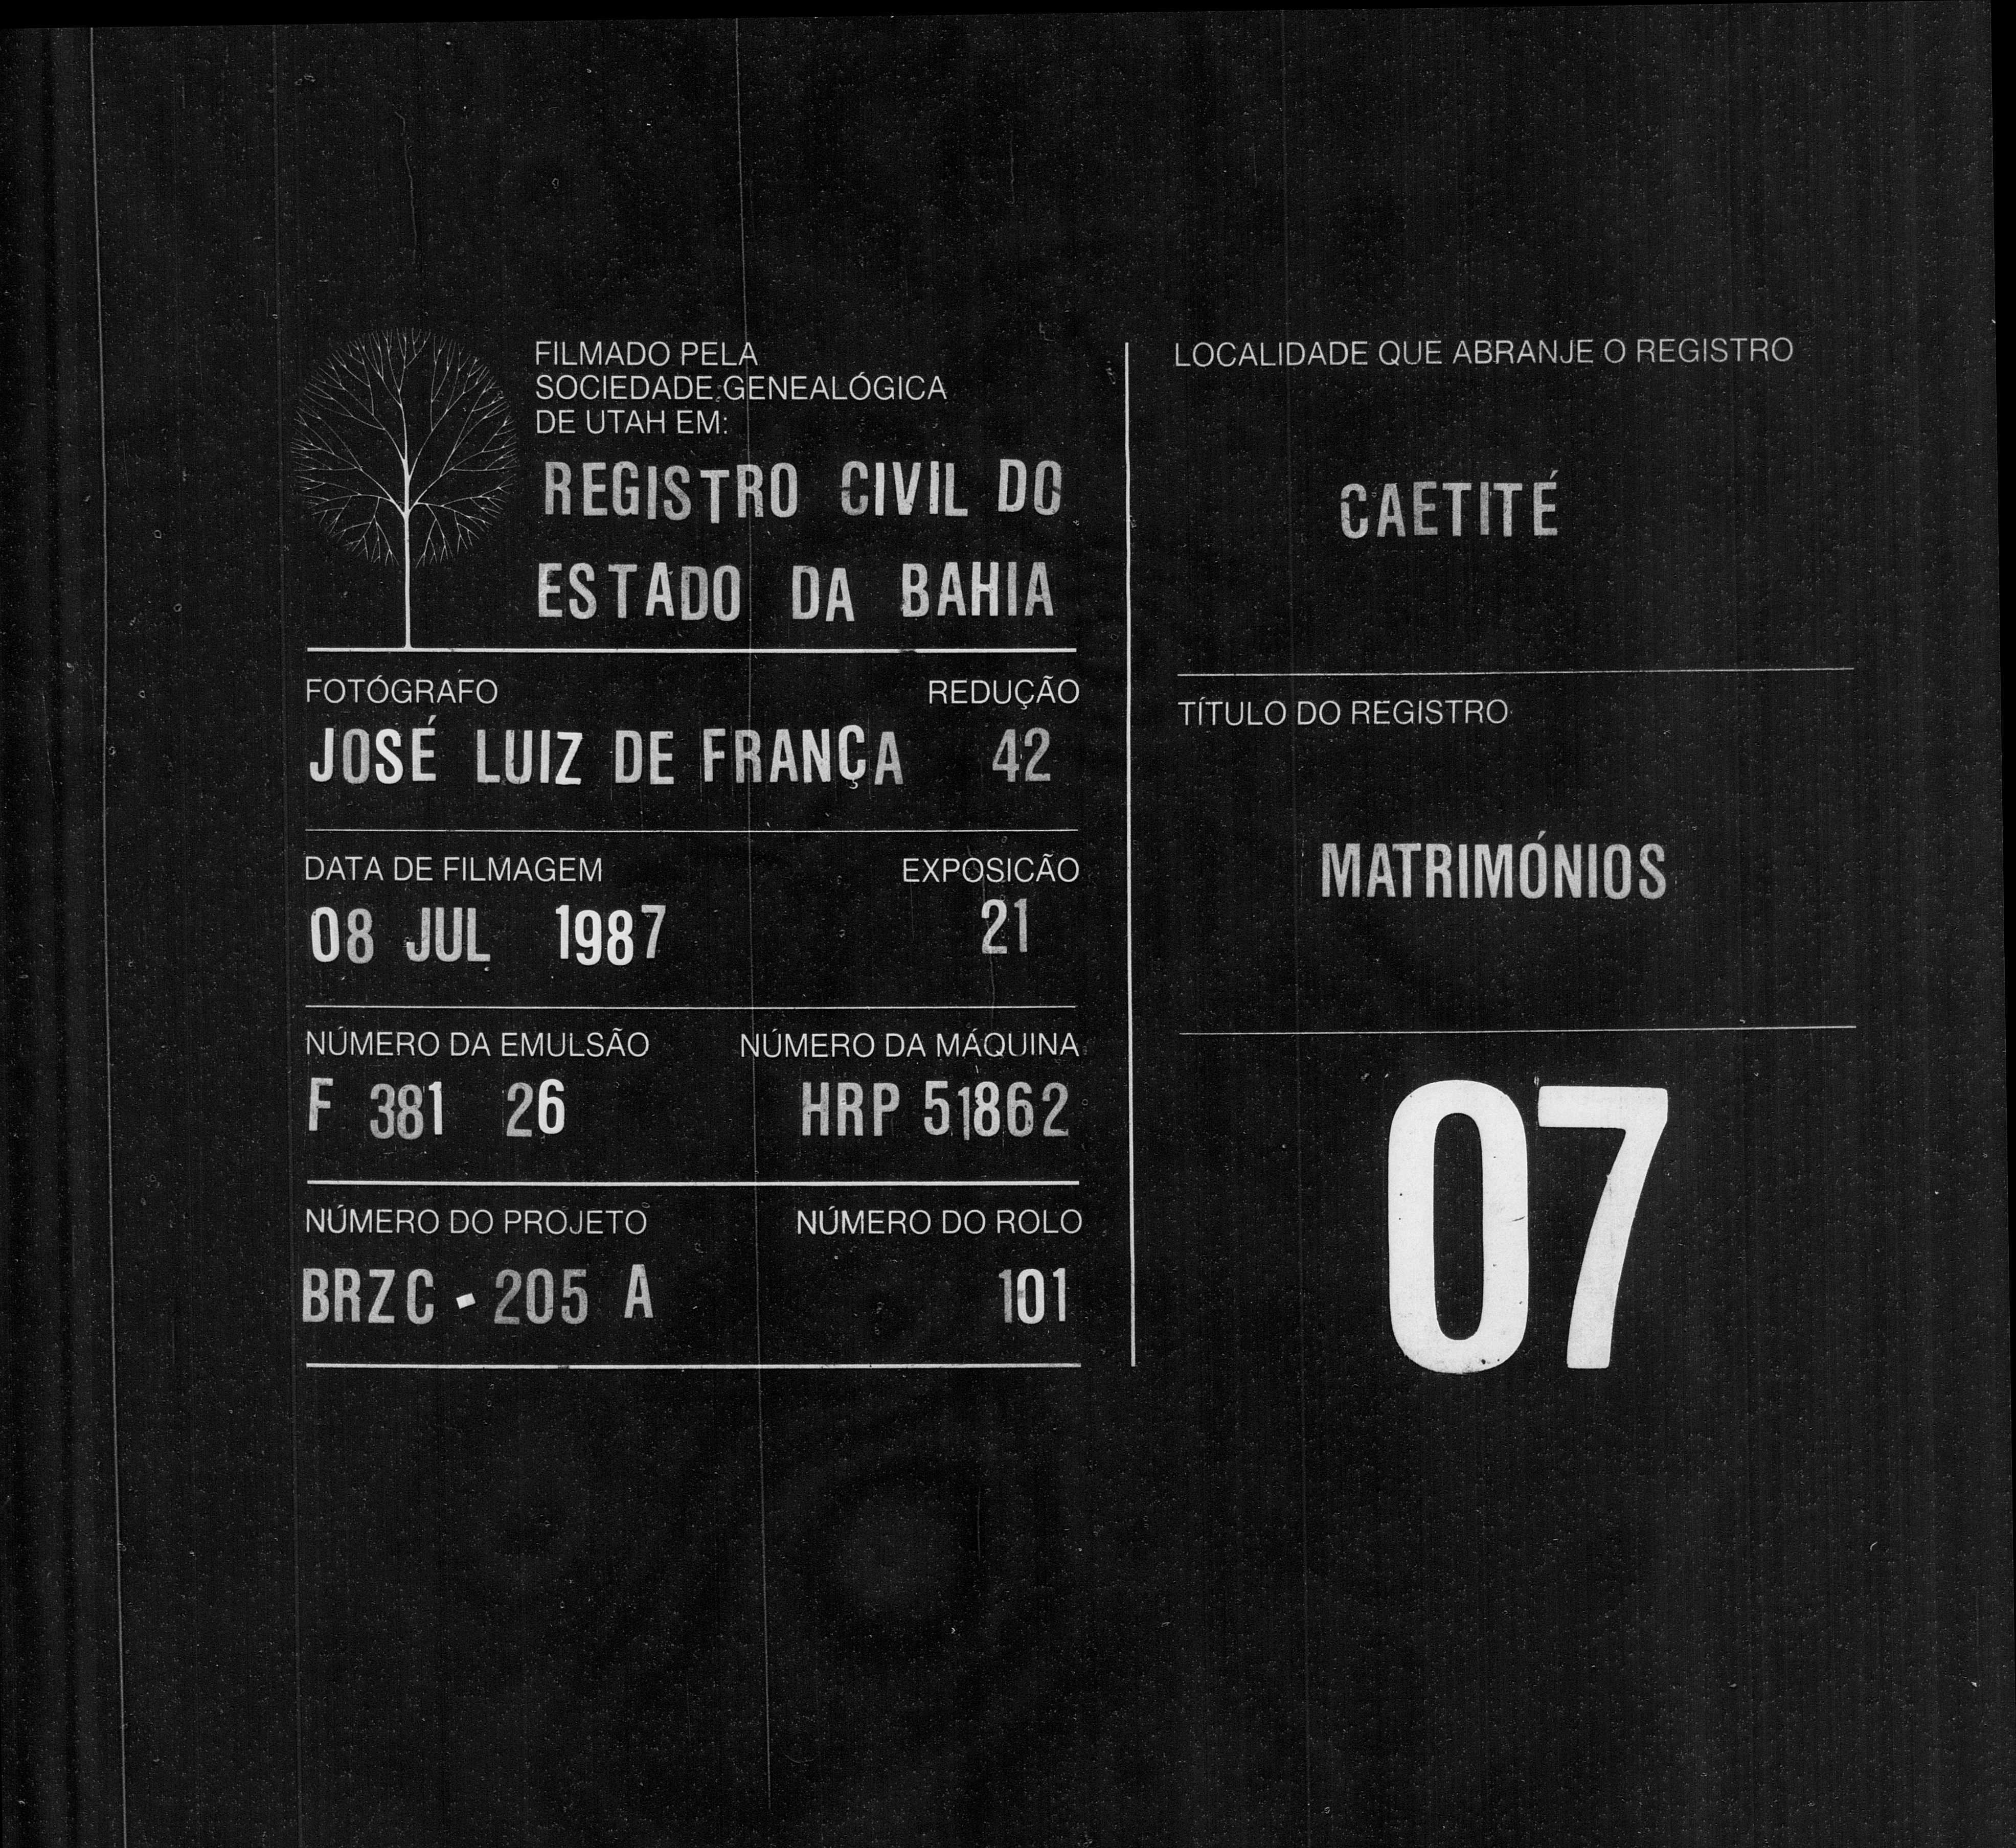 FILMADO PELA
SOCIEDADE GENEALÓGICA
DE UTAH EM:
REGISTRO CIVIL DO
ESTADO DA BAHIA
FOTÓGRAFO REDUÇÃO
JOSÉ LUIZ DE FRANÇA 42
DATA DE FILMAGEM EXPOSICÃO
08 JUL 1987 21
NÚMERO DA EMULSÃO NÚMERO DA MÁQUINA
F 381 26 HRP 51862
NÚMERO DO PROJETO NÚMERO DO ROLO
BRZC - 205 A 101
LOCALIDADE QUE ABRANJE O REGISTRO
CAETITÉ
TÍTULO DO REGISTRO
MATRIMÓNIOS
07